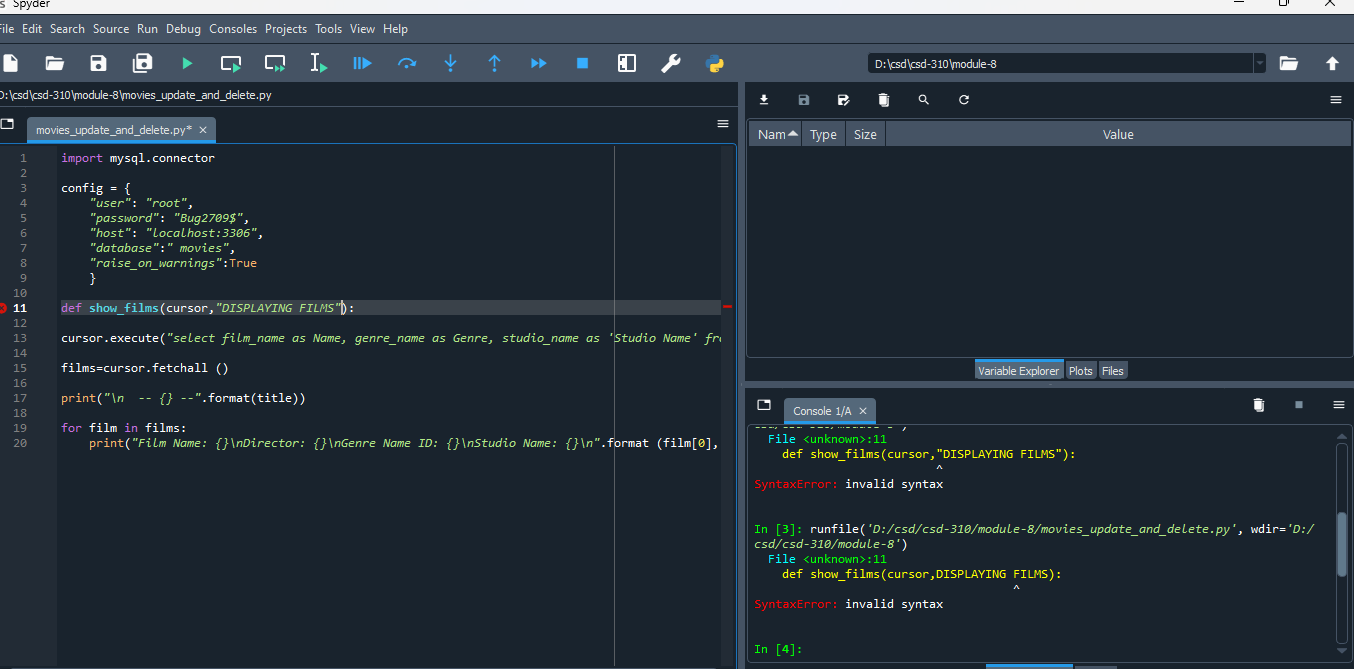 Spyder
File Edit Search Source Run Debug Consoles Projects Tools View Help
D:\csd\csd-310\module-8
D:\csd\csd-310\module-8\movies_update_and_delete.py
movies_update_and_delete.py*
1 import mysql.connector
2
3 config = {
4 "user": "root",
5 "password": "Bug2709$",
6 "host": "localhost:3306",
7 "database":" movies",
8 "raise_on_warnings":True
9 }
10
11 def show_films(cursor,"DISPLAYING FILMS"):
12
13 cursor.execute("select film_name as Name, genre_name as Genre, studio_name as 'Studio Name' fro
14
15 films=cursor.fetchall ()
16
17 print("\n  -- {} --".format(title))
18
19 for film in films:
20 print("Film Name: {}\nDirector: {}\nGenre Name ID: {}\nStudio Name: {}\n".format (film[0],
Nam Type Size Value
Variable Explorer Plots Files
Console 1/A
File <unknown>:11
def show_films(cursor,"DISPLAYING FILMS"):
^
SyntaxError: invalid syntax
In [3]: runfile('D:/csd/csd-310/module-8/movies_update_and_delete.py', wdir='D:/
csd/csd-310/module-8')
File <unknown>:11
def show_films(cursor,DISPLAYING FILMS):
^
SyntaxError: invalid syntax
In [4]: